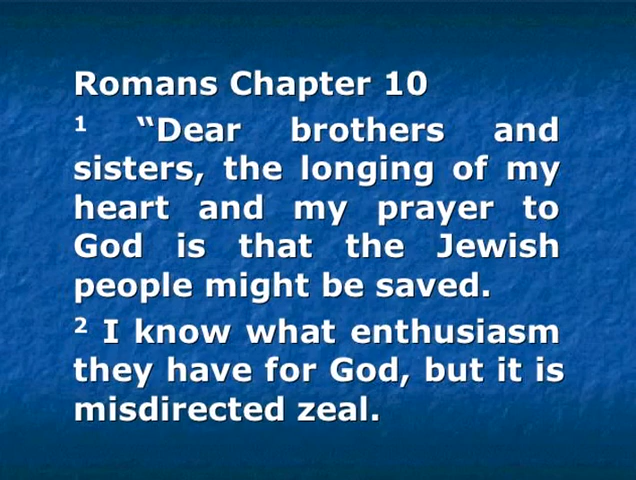 Romans Chapter 10
1 “Dear brothers and
sisters, the longing of my
heart and my prayer to
God is that the Jewish
people might be saved.
2 I know what enthusiasm
they have for God, but it is
misdirected zeal.